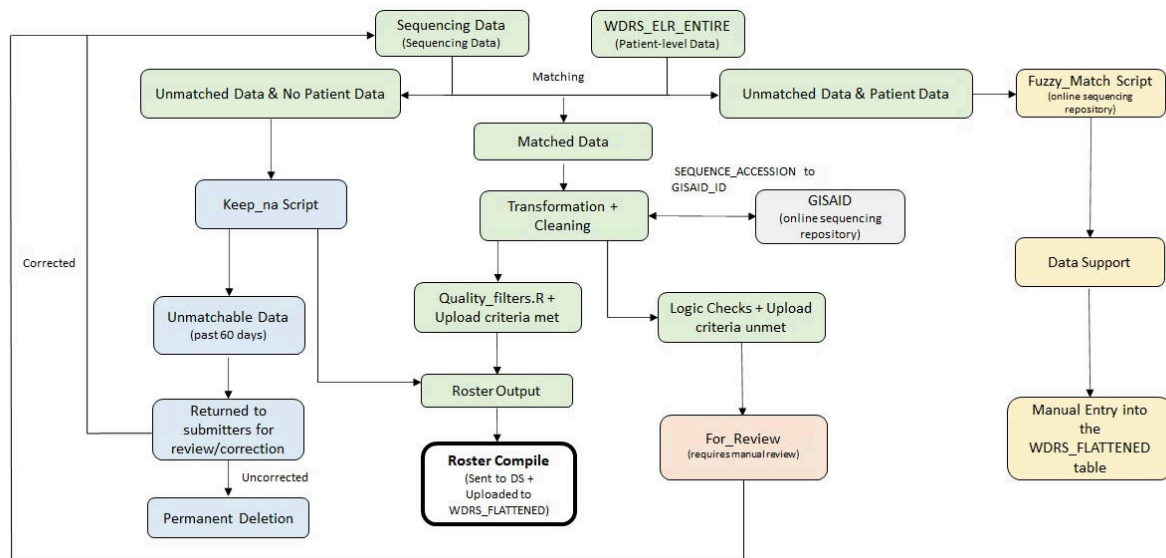 Sequencing Data
(Sequencing Data)
WDRS_ELR_ENTIRE
(Patient-level Data)
Matching
Unmatched Data & No Patient Data
Unmatched Data & Patient Data
Fuzzy_Match Script
(online sequencing
repository)
Matched Data
SEQUENCE_ACCESSION to
GISAID_ID
Keep_na Script
Transformation +
Cleaning
GISAID
(online sequencing
repository)
Corrected
Data Support
Unmatchable Data
(past 60 days)
Quality_filters.R +
Upload criteria met
Logic Checks + Upload
criteria unmet
Roster Output
Returned to
submitters for
review/correction
For_Review
(requires manual review)
Manual Entry into
the
WDRS_FLATTENED
table
Roster Compile
(Sent to DS +
Uploaded to
WDRS_FLATTENED)
Uncorrected
Permanent Deletion